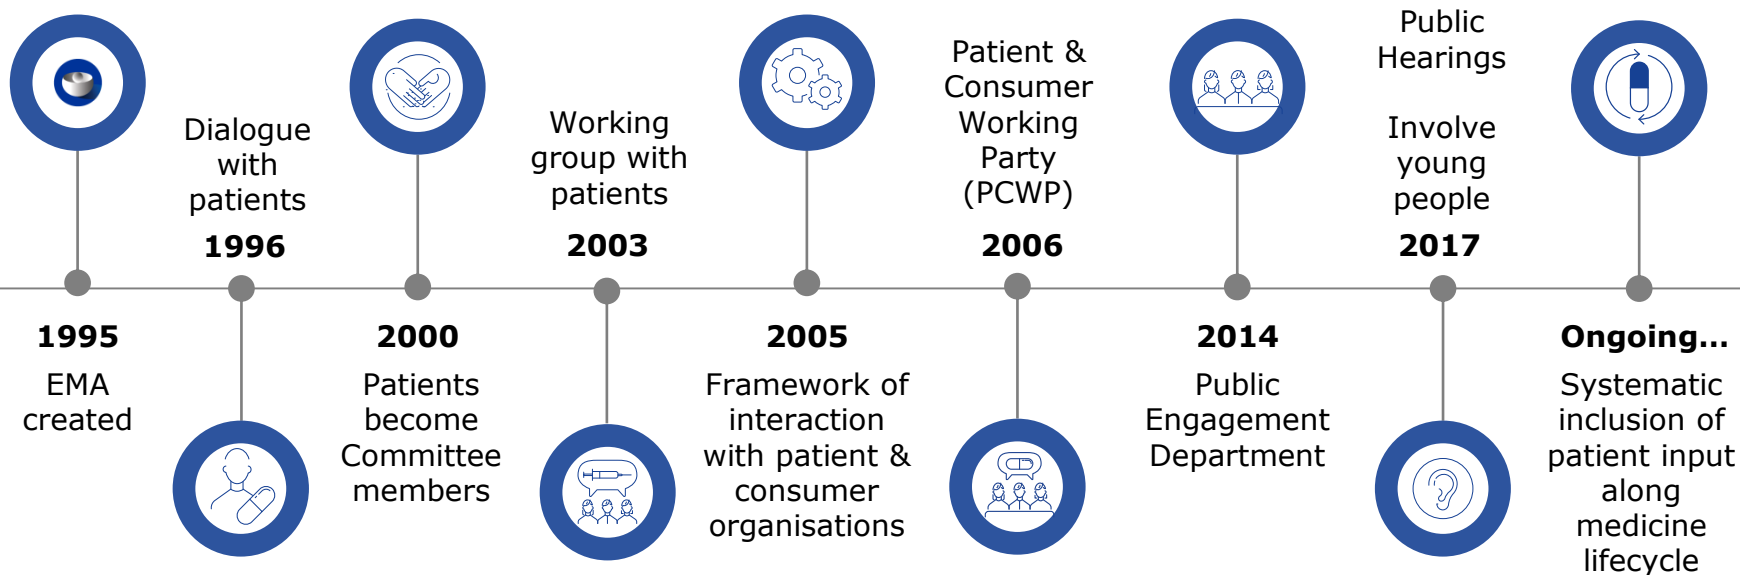 1995
EMA
created
Dialogue
with
patients
1996
2000
Patients
become
Committee
members
Working
group with
patients
2003
2005
Framework of
interaction
with patient &
consumer
organisations
Patient &
Consumer
Working
Party
(PCWP)
2006
2014
Public
Engagement
Department
Public
Hearings
Involve
young
people
2017
Ongoing...
Systematic
inclusion of
patient input
along
medicine
lifecycle